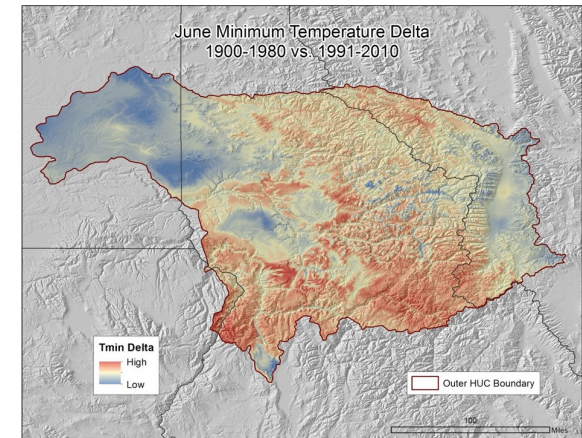 June Minimum Temperature Delta
1900-1980 vs. 1991-2010
Tmin Delta
High
Low
Outer HUC Boundary
100
Miles